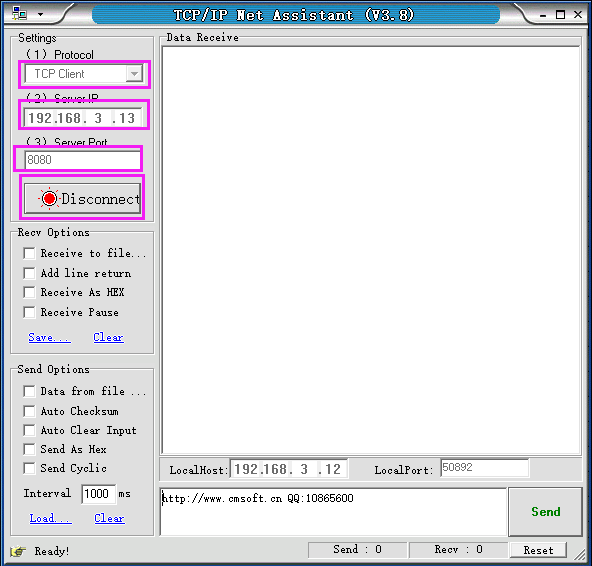 TCP/IP Net Assistant (V3.8)
Settings
(1) Protocol
TCP Client
(2) Server IP
192.168. 3 .13
(3) Server Port
8080
Disconnect
Recv Options
Receive to file...
Add line return
Receive As HEX
Receive Pause
Save... Clear
Send Options
Data from file ...
Auto Checksum
Auto Clear Input
Send As Hex
Send Cyclic
Interval 1000 ms
Load... Clear
Data Receive
LocalHost: 192.168. 3 .12 LocalPort: 50892
http://www.cmsoft.cn QQ:10865600
Send
Ready!
Send : 0 Recv : 0 Reset